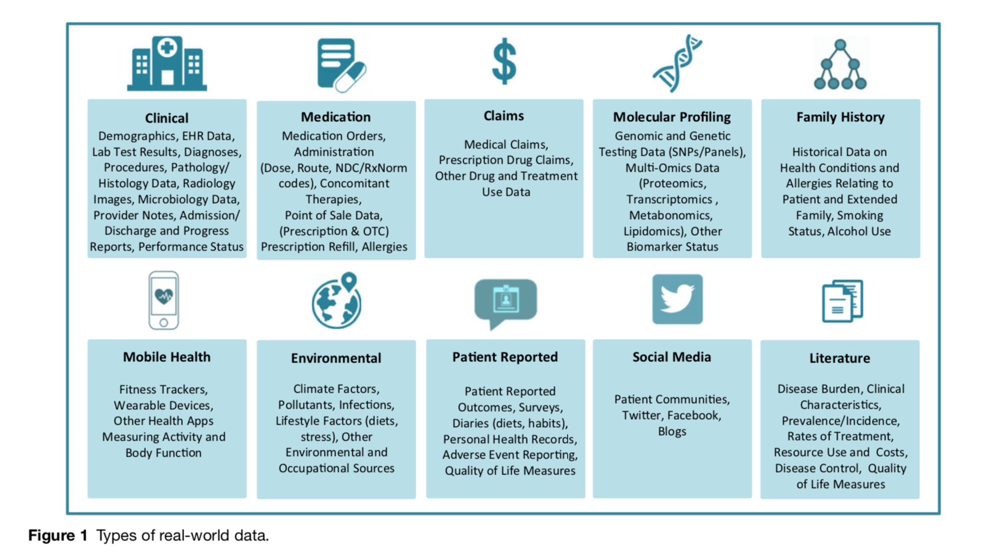 Clinical
Demographics, EHR Data,
Lab Test Results, Diagnoses,
Procedures, Pathology/
Histology Data, Radiology
Images, Microbiology Data,
Provider Notes, Admission/
Discharge and Progress
Reports, Performance Status
Medication
Medication Orders,
Administration
(Dose, Route, NDC/RxNorm
codes), Concomitant
Therapies,
Point of Sale Data,
(Prescription & OTC)
Prescription Refill, Allergies
Claims
Medical Claims,
Prescription Drug Claims,
Other Drug and Treatment
Use Data
Molecular Profiling
Genomic and Genetic
Testing Data (SNPs/Panels),
Multi-Omics Data
(Proteomics,
Transcriptomics ,
Metabonomics,
Lipidomics), Other
Biomarker Status
Family History
Historical Data on
Health Conditions and
Allergies Relating to
Patient and Extended
Family, Smoking
Status, Alcohol Use
Mobile Health
Fitness Trackers,
Wearable Devices,
Other Health Apps
Measuring Activity and
Body Function
Environmental
Climate Factors,
Pollutants, Infections,
Lifestyle Factors (diets,
stress), Other
Environmental and
Occupational Sources
Patient Reported
Patient Reported
Outcomes, Surveys,
Diaries (diets, habits),
Personal Health Records,
Adverse Event Reporting,
Quality of Life Measures
Social Media
Patient Communities,
Twitter, Facebook,
Blogs
Literature
Disease Burden, Clinical
Characteristics,
Prevalence/Incidence,
Rates of Treatment,
Resource Use and Costs,
Disease Control, Quality
of Life Measures
Figure 1 Types of real-world data.